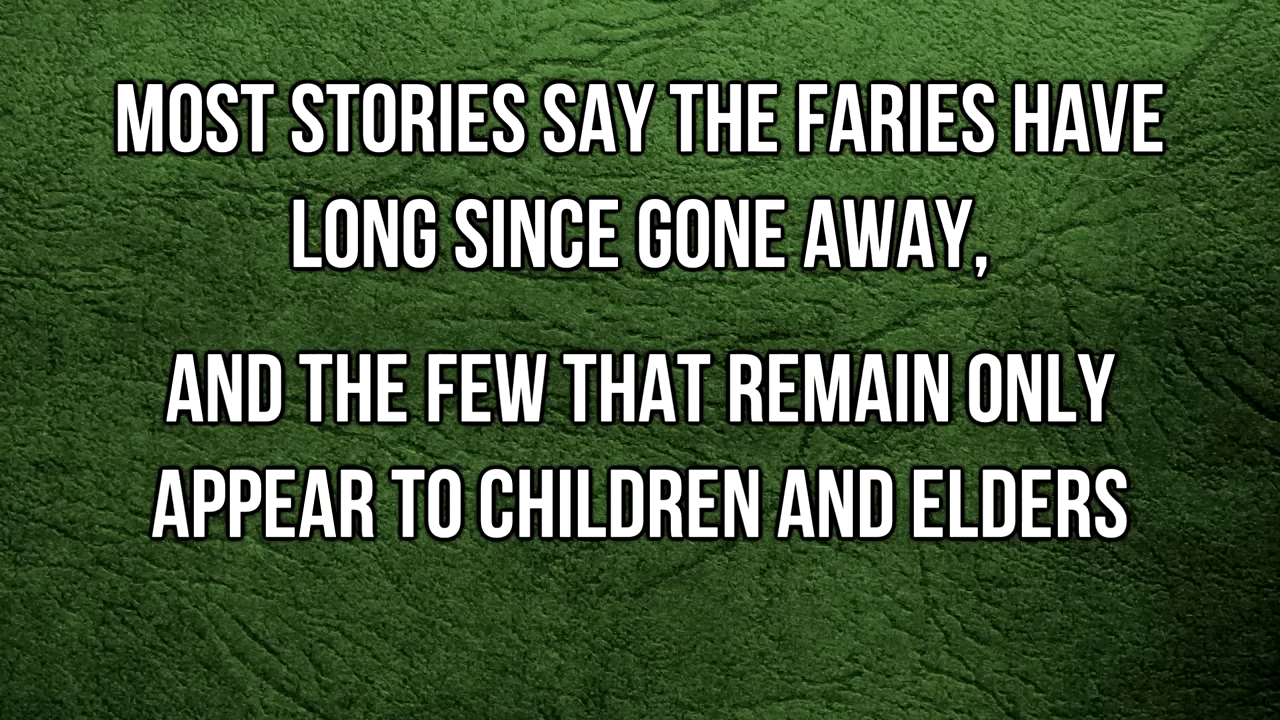 MOST STORIES SAY THE FARIES HAVE
LONG SINCE GONE AWAY,
AND THE FEW THAT REMAIN ONLY
APPEAR TO CHILDREN AND ELDERS